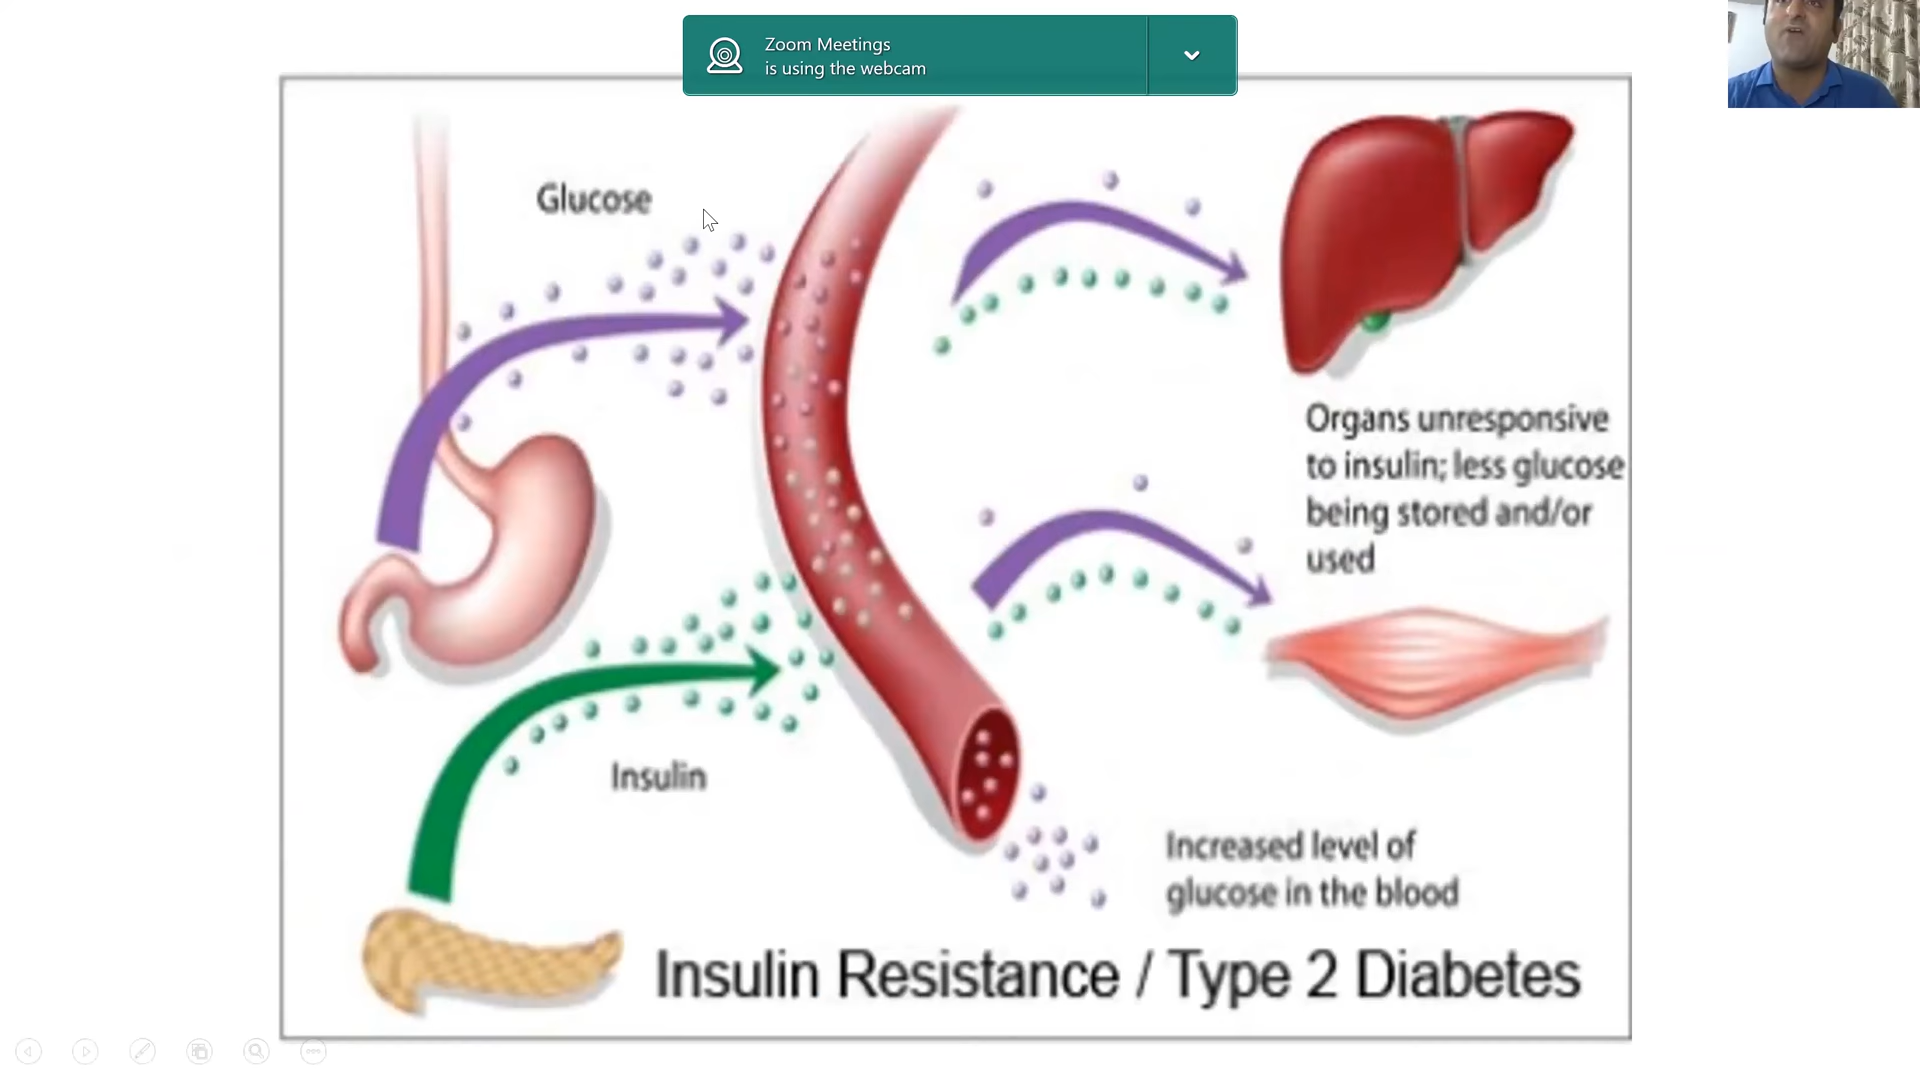 Zoom Meetings
is using the webcam
Glucose
Organs unresponsive
to insulin; less glucose
being stored and/or
used
Insulin
Increased level of
glucose in the blood
Insulin Resistance / Type 2 Diabetes